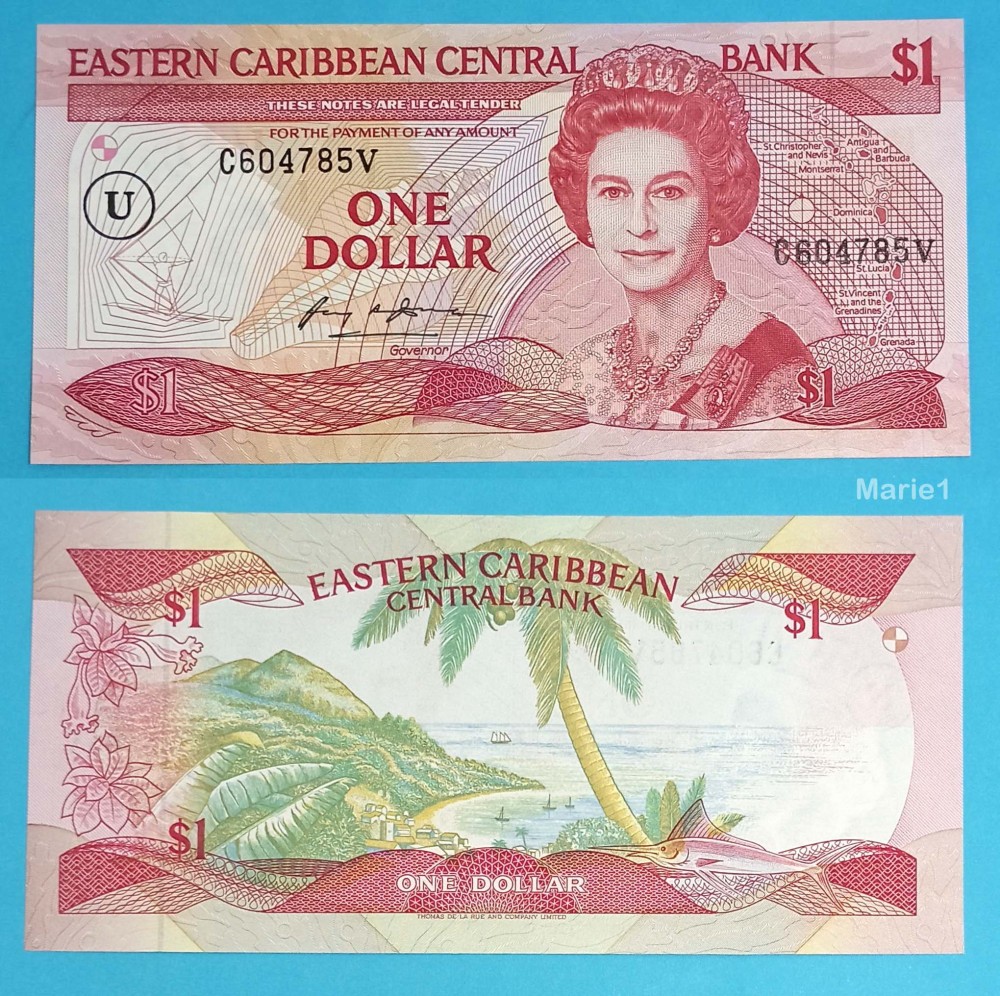 EASTERN CARIBBEAN CENTRAL BANK $1
THESE NOTES ARE LEGAL TENDER
FOR THE PAYMENT OF ANY AMOUNT
C604785V
U
ONE
DOLLAR
Governor
$1
St.Christopher
and Nevis
Antigua
and
Barbuda
Montserrat
Dominica
C604785V
St Lucia
St.Vincent
and the
Grenadines
Grenada
$1
Marie1
EASTERN CARIBBEAN
CENTRAL BANK
$1
$1
$1
ONE DOLLAR
THOMAS DE LA RUE AND COMPANY LIMITED